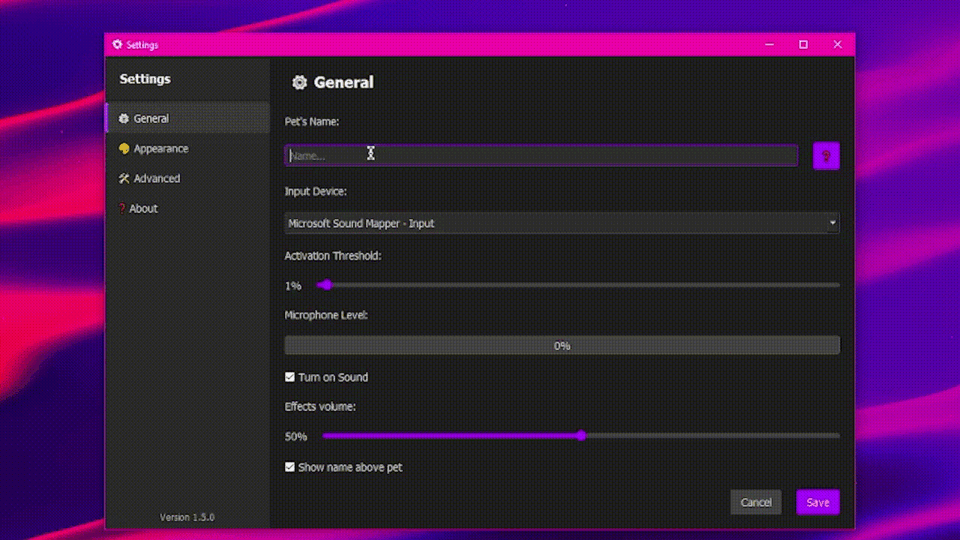 Settings
Settings
General
Appearance
Advanced
About
Version 1.5.0
General
Pet's Name:
Name...
?
Input Device:
Microsoft Sound Mapper - Input
Activation Threshold:
1%
Microphone Level:
0%
Turn on Sound
Effects volume:
50%
Show name above pet
Cancel
Save